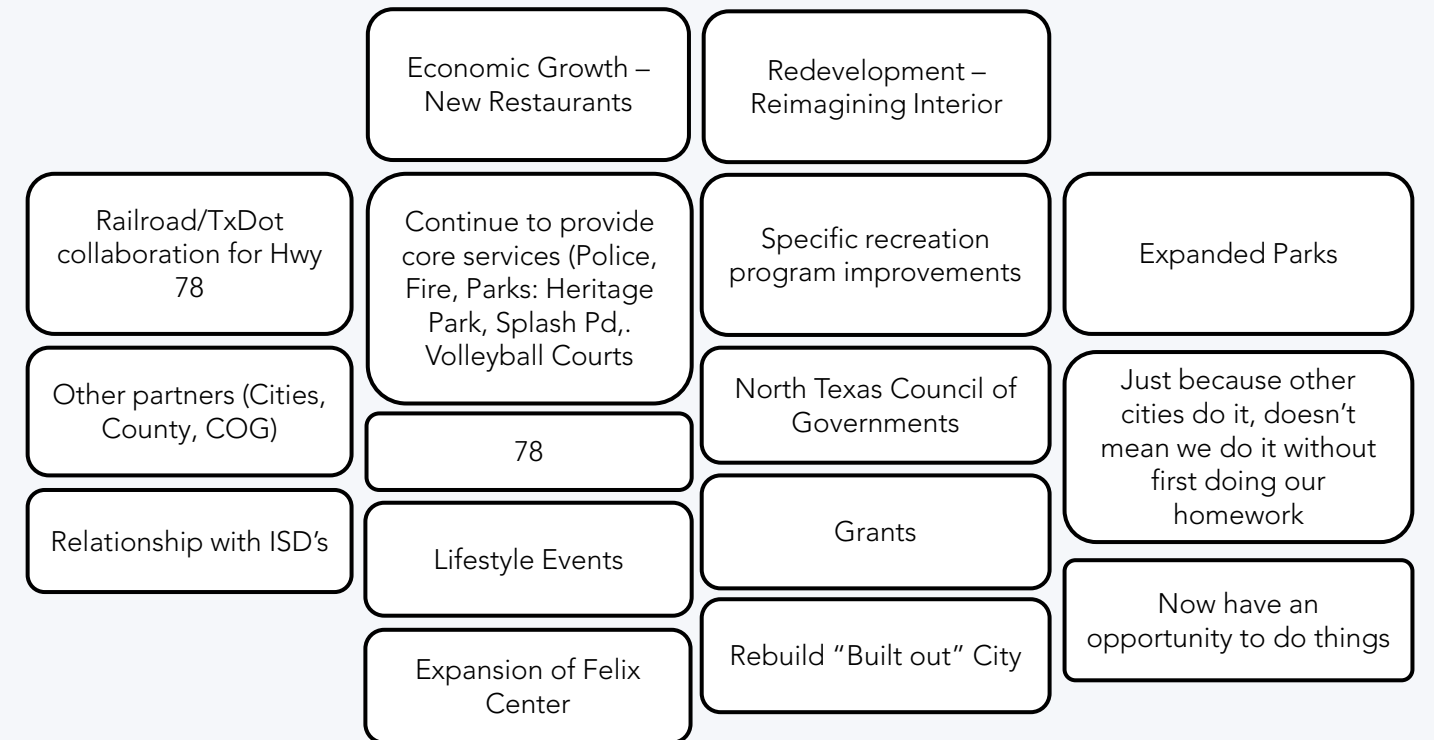 Economic Growth –
New Restaurants
Redevelopment –
Reimagining Interior
Railroad/TxDot
collaboration for Hwy
78
Continue to provide
core services (Police,
Fire, Parks: Heritage
Park, Splash Pd,.
Volleyball Courts
Specific recreation
program improvements
Expanded Parks
Other partners (Cities,
County, COG)
78
North Texas Council of
Governments
Just because other
cities do it, doesn’t
mean we do it without
first doing our
homework
Relationship with ISD’s
Lifestyle Events
Grants
Now have an
opportunity to do things
Expansion of Felix
Center
Rebuild “Built out” City